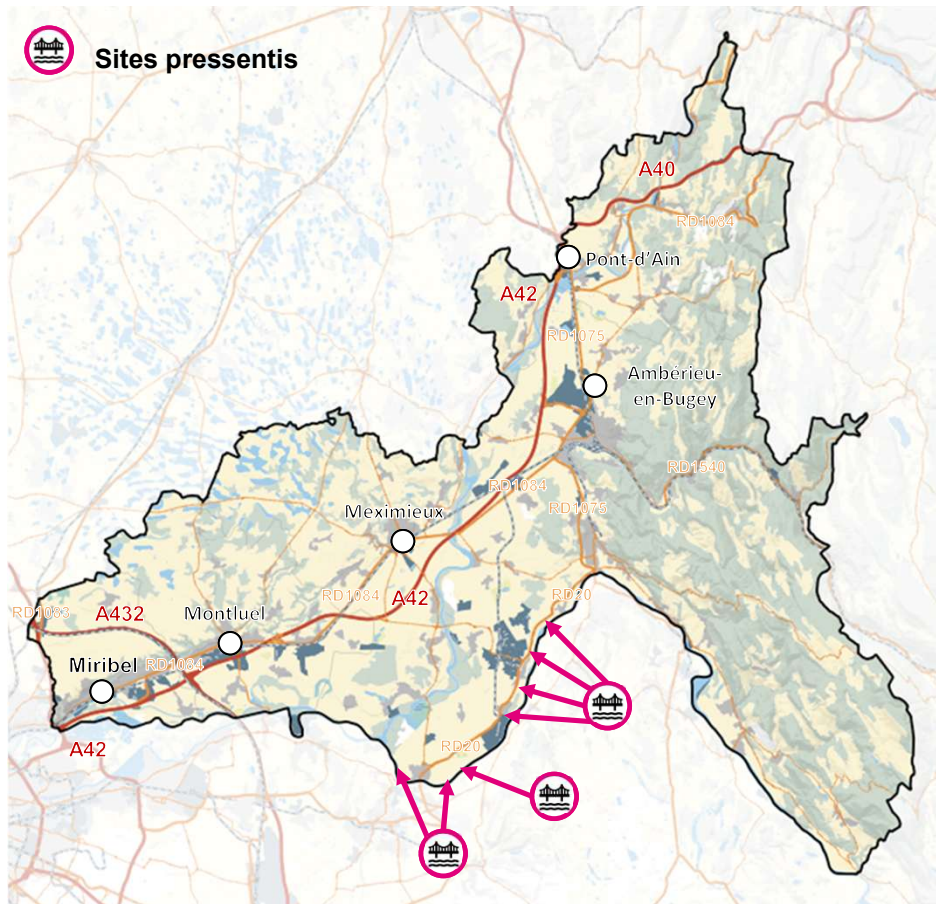 Sites pressentis
A40
RD1084
Pont-d'Ain
A42
RD1075
Ambérieu-
en-Bugey
RD1540
RD1084
RD1075
Meximieux
RD1084
A42
RD20
RD1083
A432
Montluel
Miribel
RD1084
A42
RD20